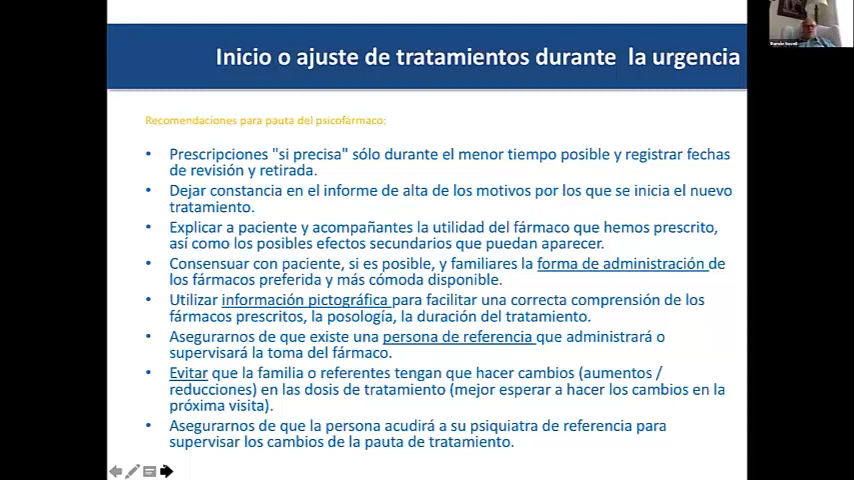 Inicio o ajuste de tratamientos durante la urgencia
Recomendaciones para pauta del psicofármaco:
• Prescripciones "si precisa" sólo durante el menor tiempo posible y registrar fechas
de revisión y retirada.
• Dejar constancia en el informe de alta de los motivos por los que se inicia el nuevo
tratamiento.
• Explicar a paciente y acompañantes la utilidad del fármaco que hemos prescrito,
así como los posibles efectos secundarios que puedan aparecer.
• Consensuar con paciente, si es posible, y familiares la forma de administración de
los fármacos preferida y más cómoda disponible.
• Utilizar información pictográfica para facilitar una correcta comprensión de los
fármacos prescritos, la posología, la duración del tratamiento.
• Asegurarnos de que existe una persona de referencia que administrará o
supervisará la toma del fármaco.
• Evitar que la familia o referentes tengan que hacer cambios (aumentos /
reducciones) en las dosis de tratamiento (mejor esperar a hacer los cambios en la
próxima visita).
• Asegurarnos de que la persona acudirá a su psiquiatra de referencia para
supervisar los cambios de la pauta de tratamiento.